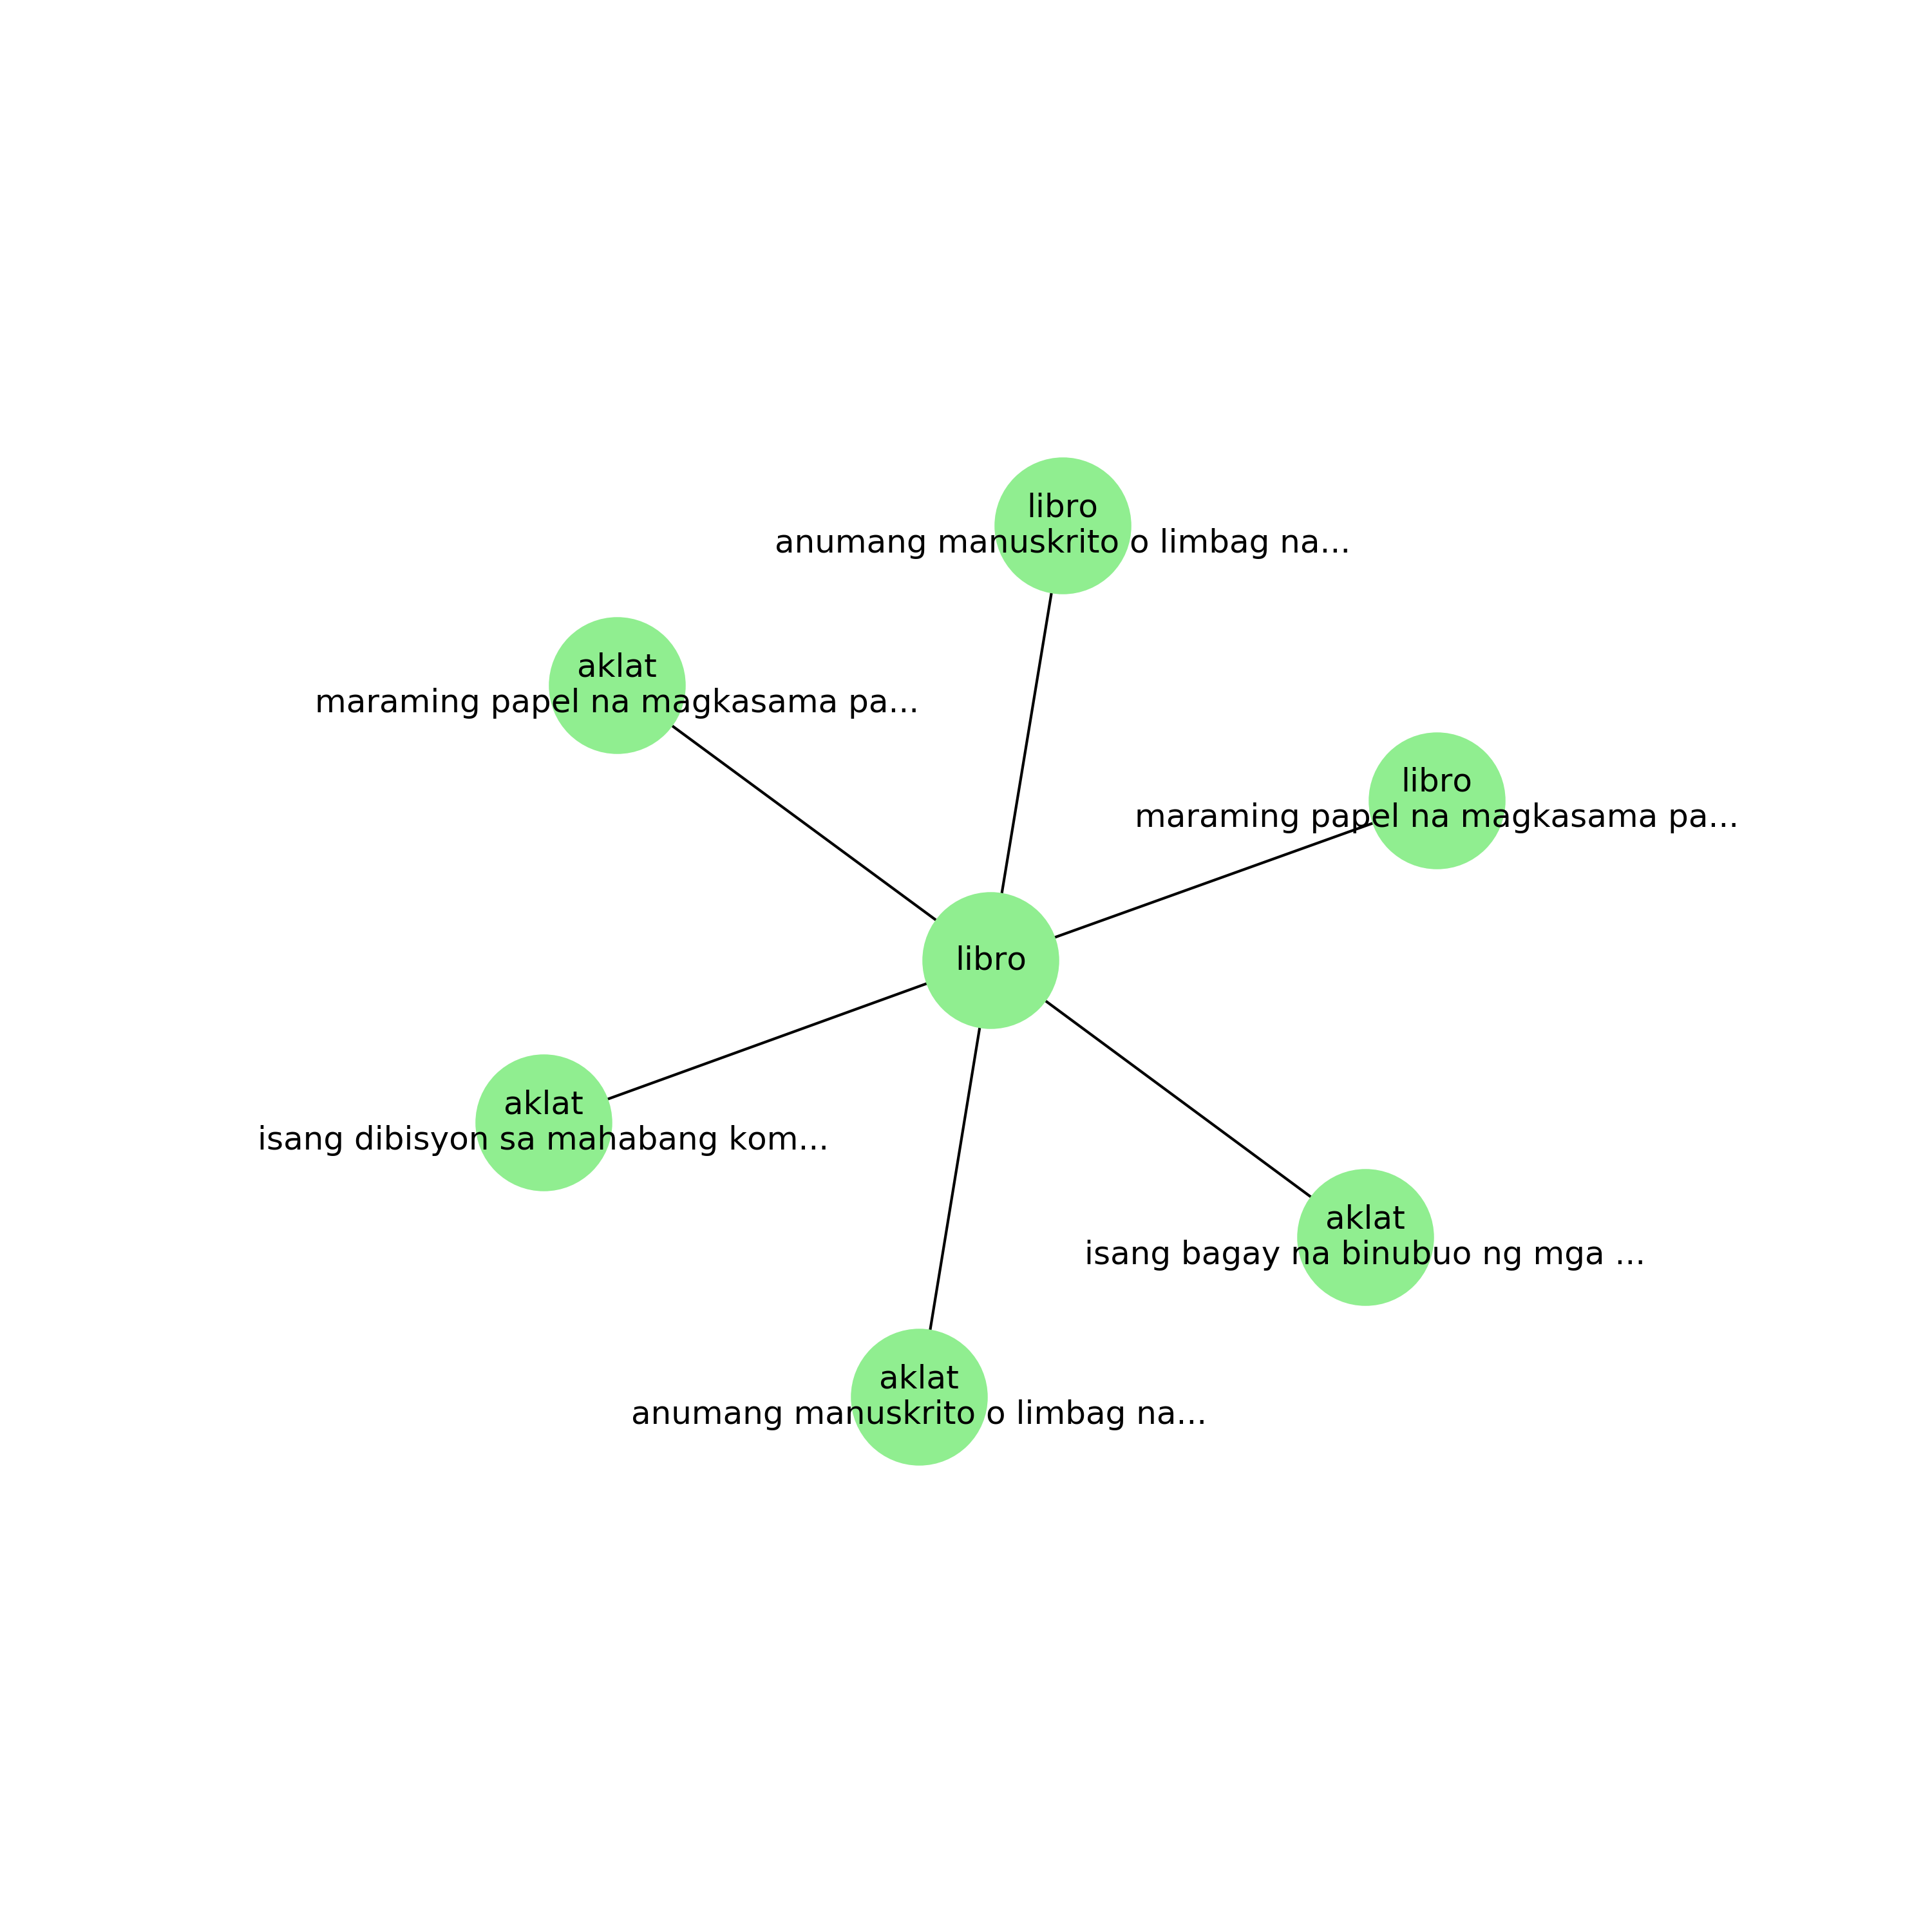 libro
anumang manuskrito o limbag na...
aklat
maraming papel na magkasama pa...
libro
maraming papel na magkasama pa...
libro
aklat
isang dibisyon sa mahabang kom...
aklat
isang bagay na binubuo ng mga ...
aklat
anumang manuskrito o limbag na...